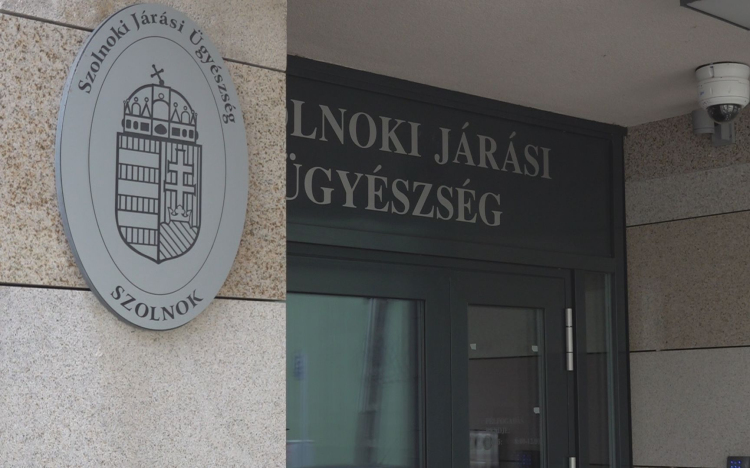 Szolnoki Járási Ügyészség
SZOLNOK
OLNOKI JÁRÁSI
ÜGYÉSZSÉG